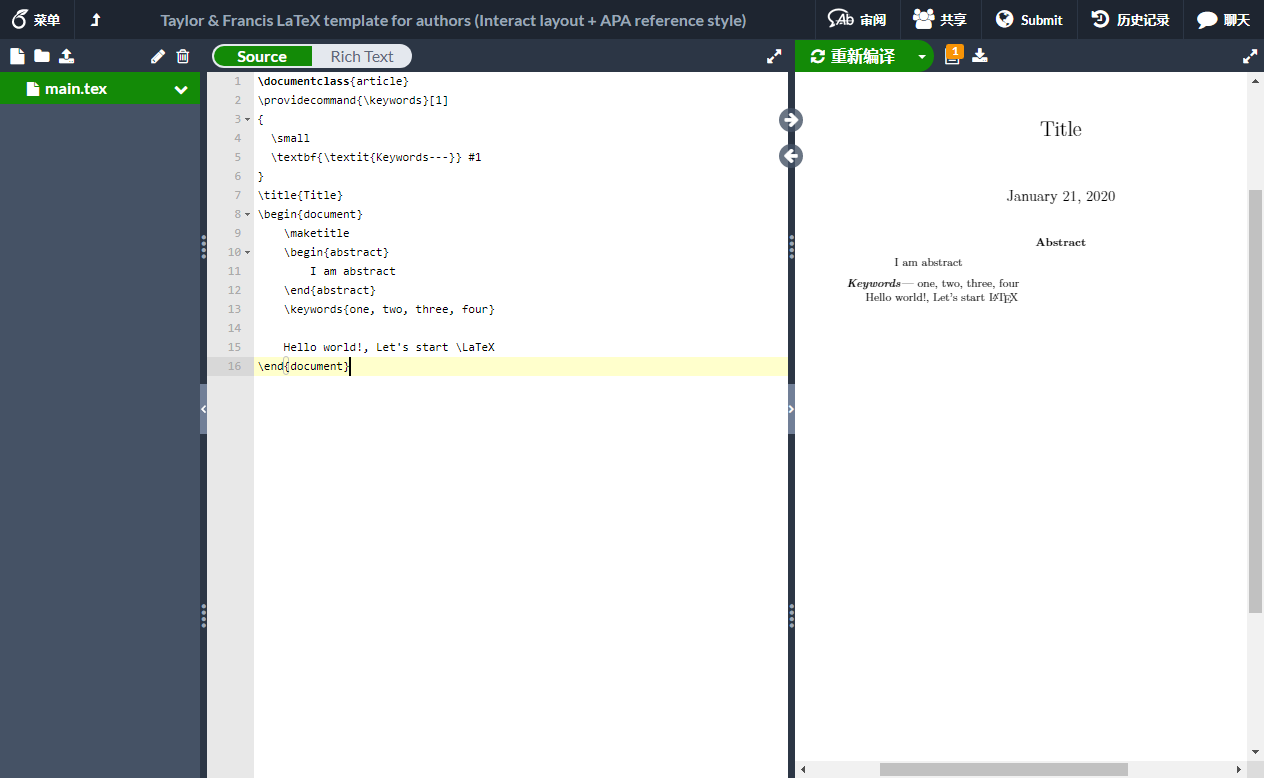 菜单
Taylor & Francis LaTeX template for authors (Interact layout + APA reference style)
Ab 审阅
共享
Submit
历史记录
聊天
Source
Rich Text
重新编译
1
main.tex
1 \documentclass{article}
2 \providecommand{\keywords}[1]
3 {
4 \small
5 \textbf{\textit{Keywords---}} #1
6 }
7 \title{Title}
8 \begin{document}
9 \maketitle
10 \begin{abstract}
11 I am abstract
12 \end{abstract}
13 \keywords{one, two, three, four}
14
15 Hello world!, Let's start \LaTeX
16 \end{document}
Title
January 21, 2020
Abstract
I am abstract
Keywords— one, two, three, four
Hello world!, Let's start LATEX